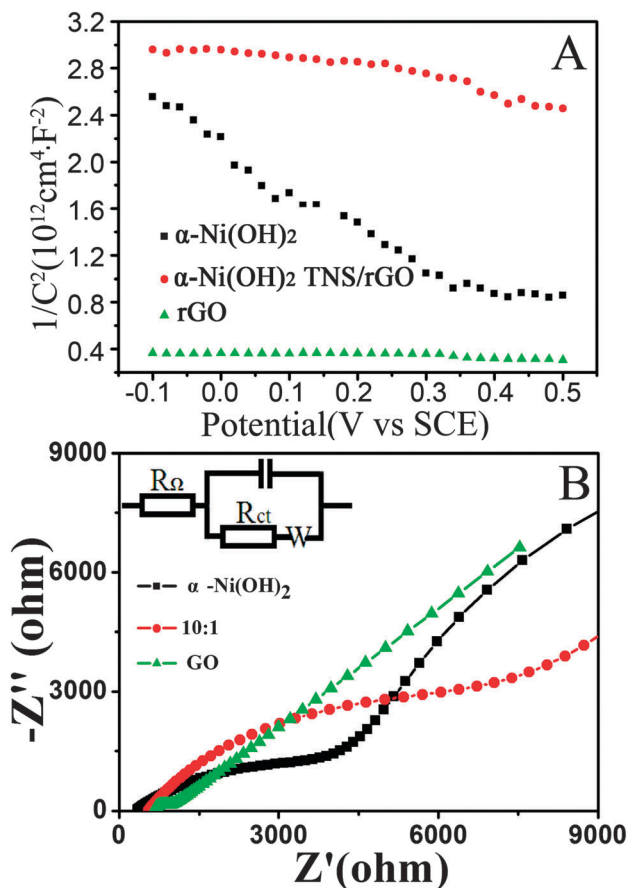 A
1/C²(10¹²cm⁴·F⁻²)
3.2
2.8
2.4
2.0
1.6
1.2
0.8
0.4
α-Ni(OH)₂
α-Ni(OH)₂ TNS/rGO
rGO
-0.1 0.0 0.1 0.2 0.3 0.4 0.5
Potential(V vs SCE)
B
-Z''(ohm)
9000
6000
3000
0
RΩ
Rct
W
α -Ni(OH)₂
10:1
GO
0 3000 6000 9000
Z'(ohm)